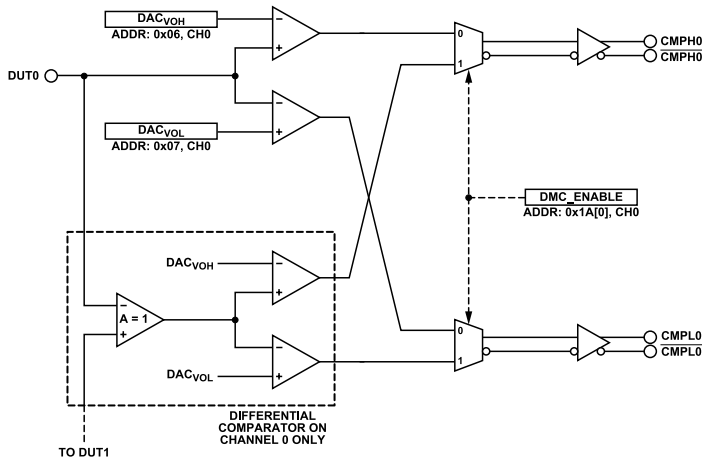 DACVOH
ADDR: 0x06, CH0
DUT0
DACVOL
ADDR: 0x07, CH0
−
+
−
+
0
1
CMPH0
CMPH0
DMC_ENABLE
ADDR: 0x1A[0], CH0
DACVOH
−
+
−
A = 1
+
DACVOL
−
+
0
1
CMPL0
CMPL0
DIFFERENTIAL
COMPARATOR ON
CHANNEL 0 ONLY
TO DUT1